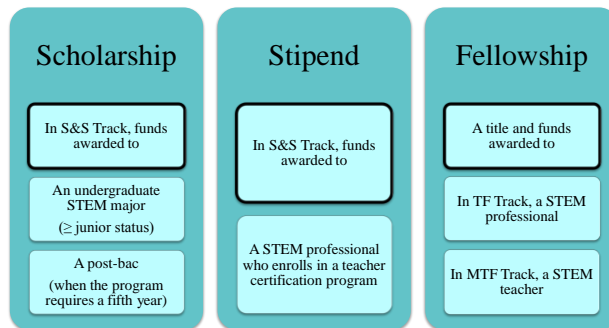 Scholarship
In S&S Track, funds
awarded to
An undergraduate
STEM major
(≥ junior status)
A post-bac
(when the program
requires a fifth year)
Stipend
In S&S Track, funds
awarded to
A STEM professional
who enrolls in a teacher
certification program
Fellowship
A title and funds
awarded to
In TF Track, a STEM
professional
In MTF Track, a STEM
teacher